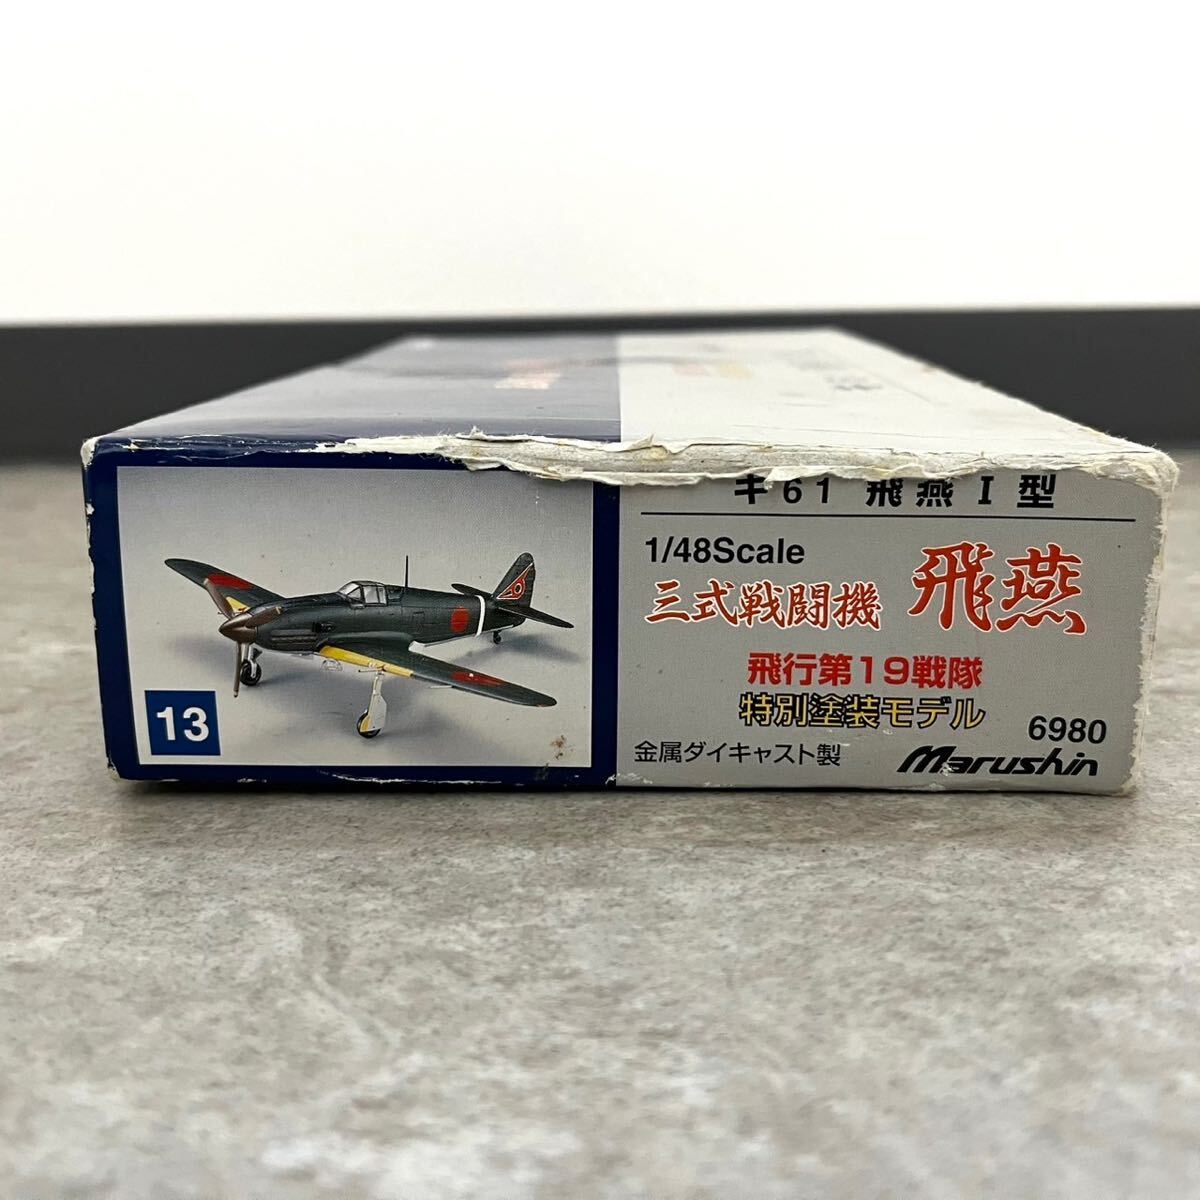 キ61 飛燕I型
1/48Scale
三式戦闘機 飛燕
飛行第19戦隊
特別塗装モデル
6980
金属ダイキャスト製
Marushin
13